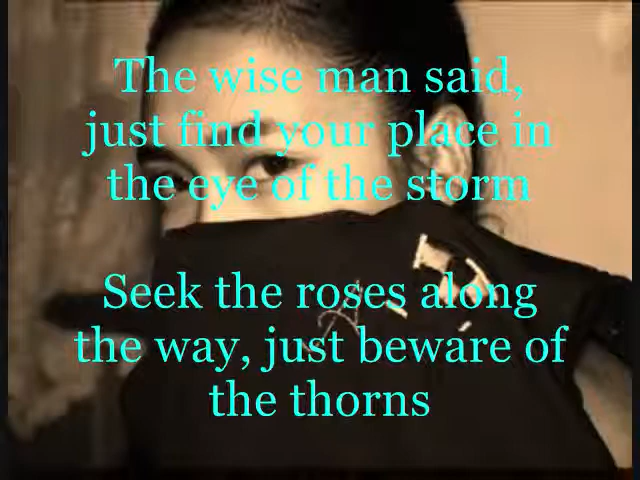 The wise man said,
just find your place in
the eye of the storm
Seek the roses along
the way, just beware of
the thorns